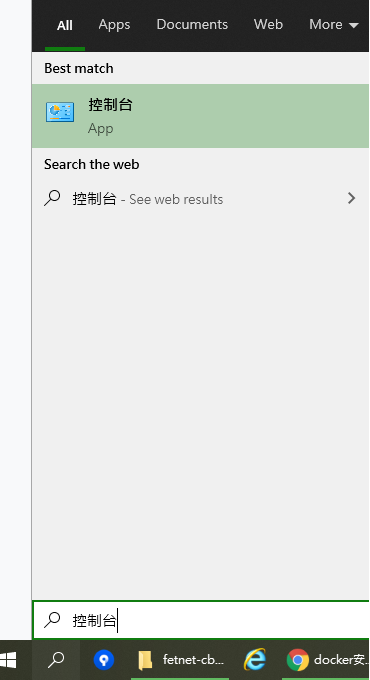 All Apps Documents Web More
Best match
控制台
App
Search the web
控制台 - See web results
控制台
fetnet-cb... docker安...